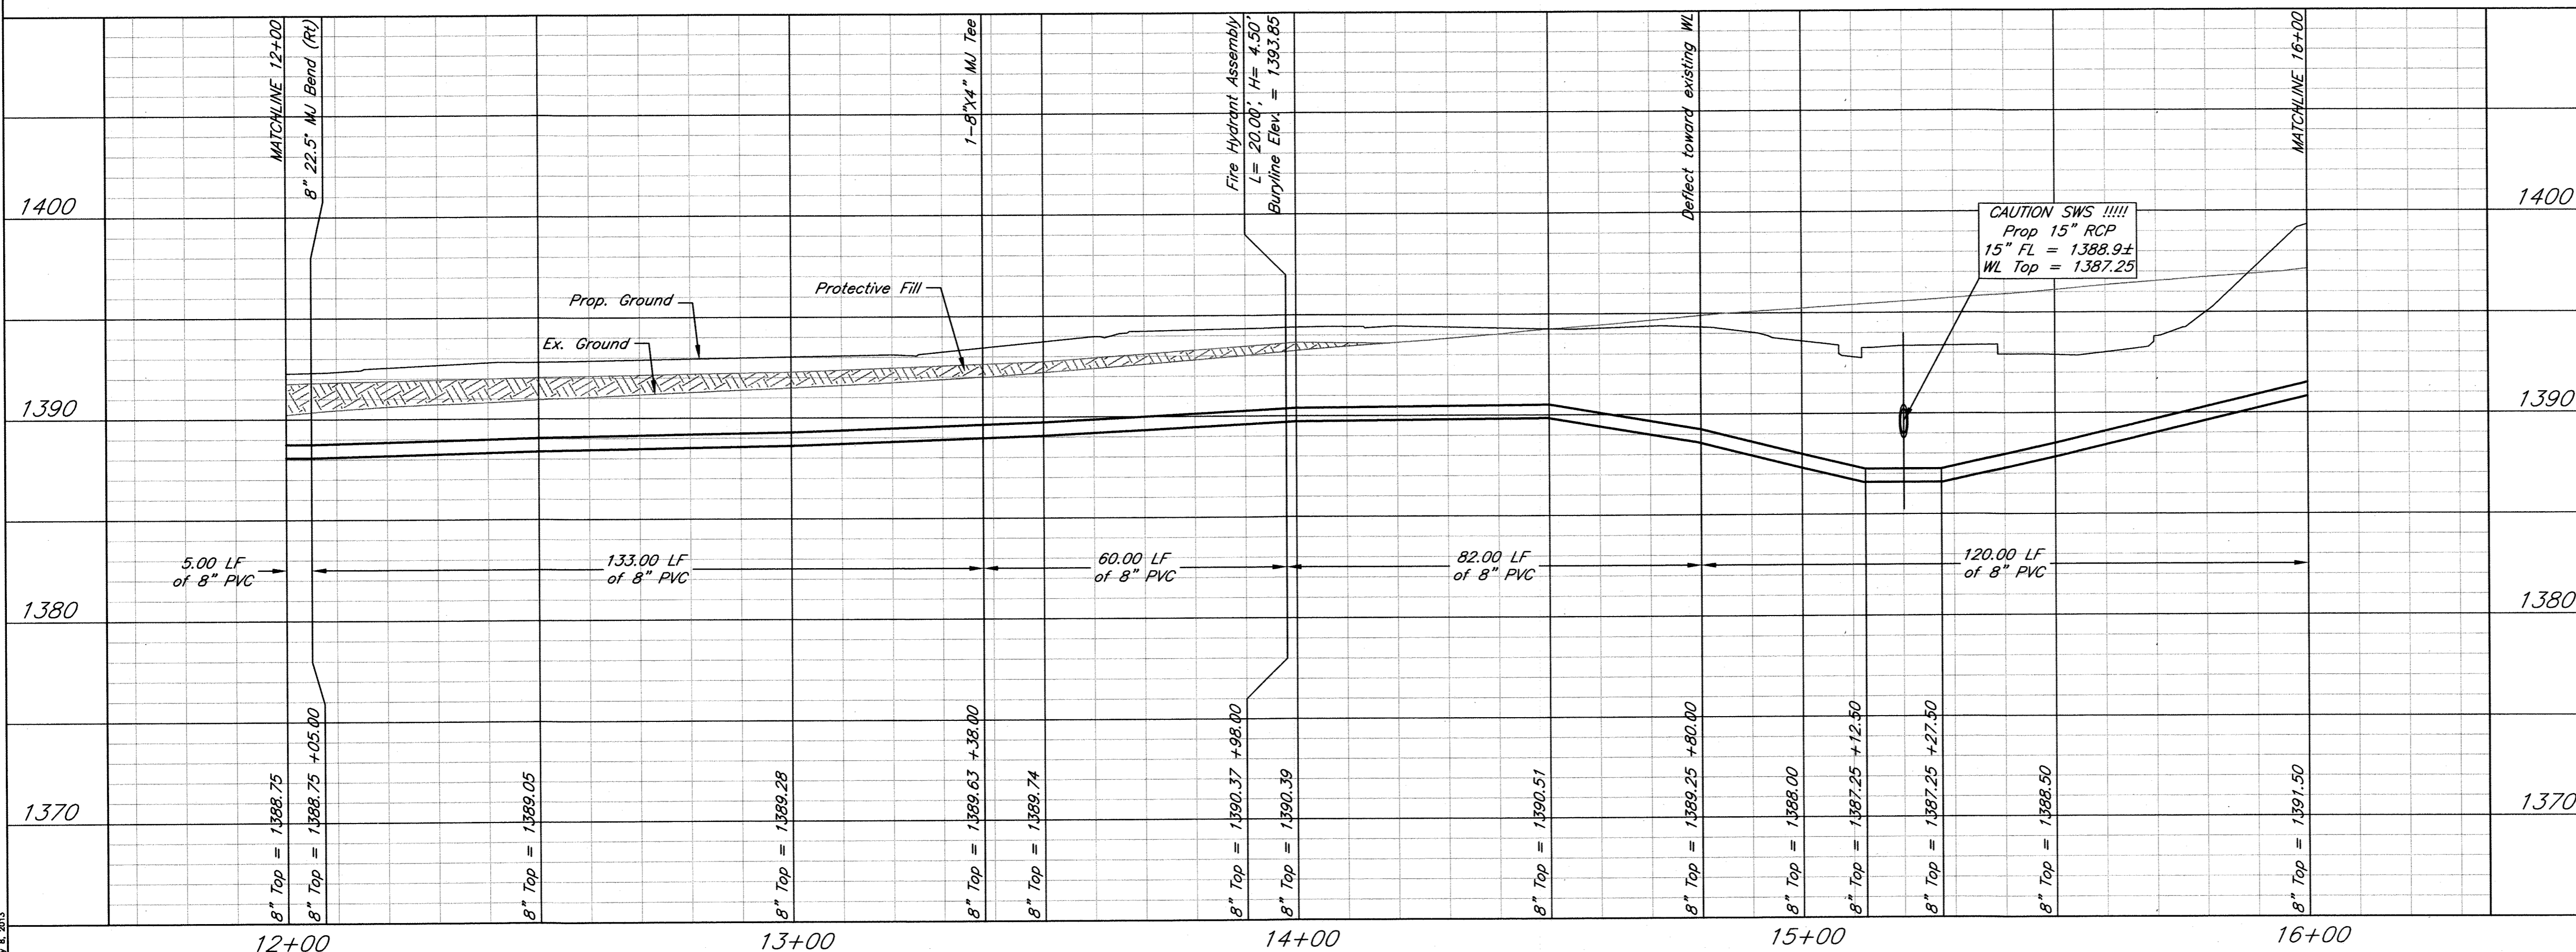 MATCHLINE 12+00
8" 22.5° MJ Bend (Rt)
1-8"X4" MJ Tee
Fire Hydrant Assembly
L= 20.00', H= 4.50'
Buryline Elev. = 1393.85
Deflect toward existing WL
MATCHLINE 16+00
1400
1400
CAUTION SWS !!!!!
Prop 15" RCP
15" FL = 1388.9±
WL Top = 1387.25
Prop. Ground
Protective Fill
Ex. Ground
1390
1390
5.00 LF
of 8" PVC
133.00 LF
of 8" PVC
60.00 LF
of 8" PVC
82.00 LF
of 8" PVC
120.00 LF
of 8" PVC
1380
1380
8" Top = 1388.75
8" Top = 1388.75 +05.00
8" Top = 1389.05
8" Top = 1389.28
8" Top = 1389.63 +38.00
8" Top = 1389.74
8" Top = 1390.37 +98.00
8" Top = 1390.39
8" Top = 1390.51
8" Top = 1389.25 +80.00
8" Top = 1388.00
8" Top = 1387.25 +12.50
8" Top = 1387.25 +27.50
8" Top = 1388.50
8" Top = 1391.50
1370
1370
12+00
13+00
14+00
15+00
16+00
8, 2013